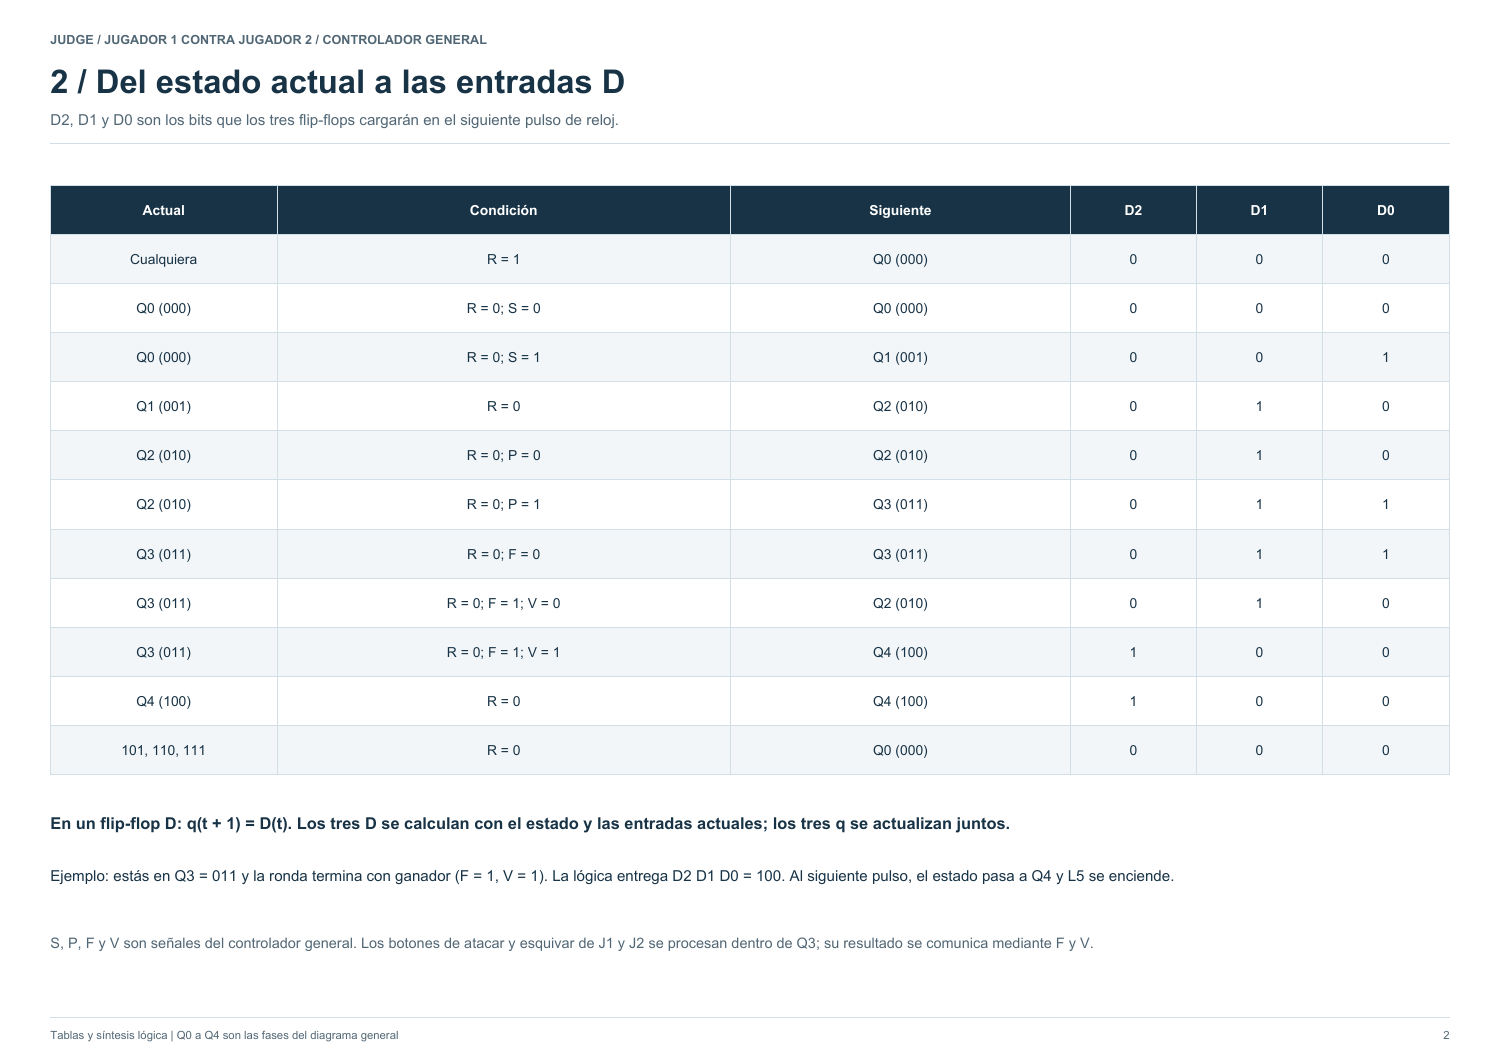 JUDGE / JUGADOR 1 CONTRA JUGADOR 2 / CONTROLADOR GENERAL
2 / Del estado actual a las entradas D
D2, D1 y D0 son los bits que los tres flip-flops cargarán en el siguiente pulso de reloj.
Actual Condición Siguiente D2 D1 D0
Cualquiera R = 1 Q0 (000) 0 0 0
Q0 (000) R = 0; S = 0 Q0 (000) 0 0 0
Q0 (000) R = 0; S = 1 Q1 (001) 0 0 1
Q1 (001) R = 0 Q2 (010) 0 1 0
Q2 (010) R = 0; P = 0 Q2 (010) 0 1 0
Q2 (010) R = 0; P = 1 Q3 (011) 0 1 1
Q3 (011) R = 0; F = 0 Q3 (011) 0 1 1
Q3 (011) R = 0; F = 1; V = 0 Q2 (010) 0 1 0
Q3 (011) R = 0; F = 1; V = 1 Q4 (100) 1 0 0
Q4 (100) R = 0 Q4 (100) 1 0 0
101, 110, 111 R = 0 Q0 (000) 0 0 0
En un flip-flop D: q(t + 1) = D(t). Los tres D se calculan con el estado y las entradas actuales; los tres q se actualizan juntos.
Ejemplo: estás en Q3 = 011 y la ronda termina con ganador (F = 1, V = 1). La lógica entrega D2 D1 D0 = 100. Al siguiente pulso, el estado pasa a Q4 y L5 se enciende.
S, P, F y V son señales del controlador general. Los botones de atacar y esquivar de J1 y J2 se procesan dentro de Q3; su resultado se comunica mediante F y V.
Tablas y síntesis lógica | Q0 a Q4 son las fases del diagrama general 2